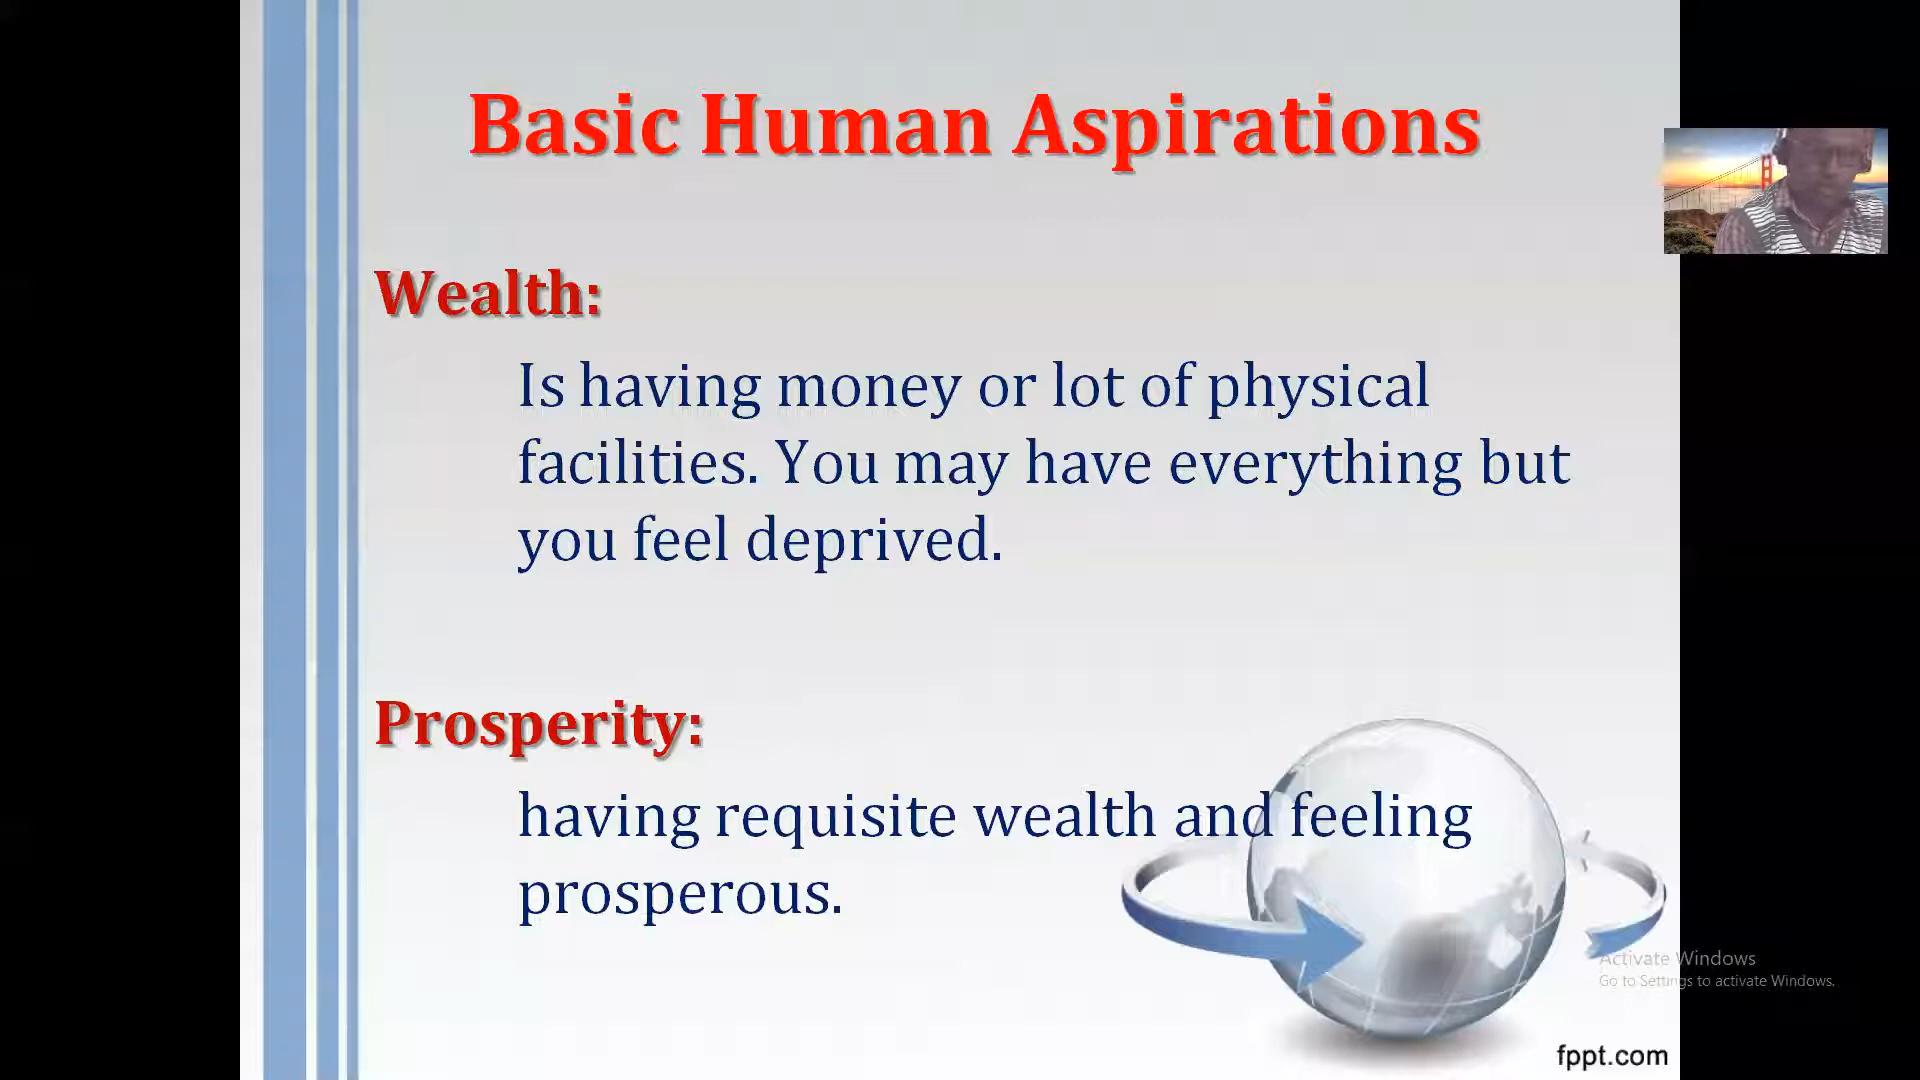 Basic Human Aspirations
Wealth:
Is having money or lot of physical
facilities. You may have everything but
you feel deprived.
Prosperity:
having requisite wealth and feeling
prosperous.
Activate Windows
Go to Settings to activate Windows.
fppt.com